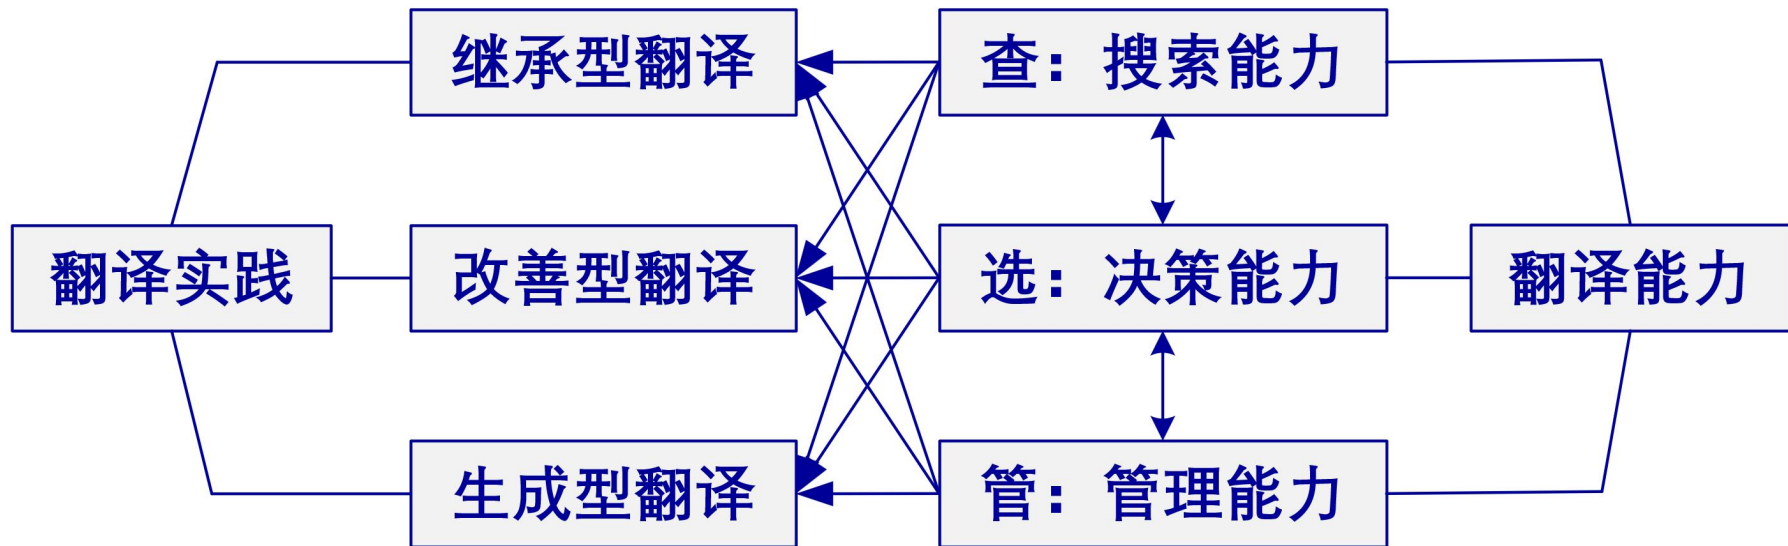 继承型翻译
查：搜索能力
翻译实践
改善型翻译
选：决策能力
翻译能力
生成型翻译
管：管理能力